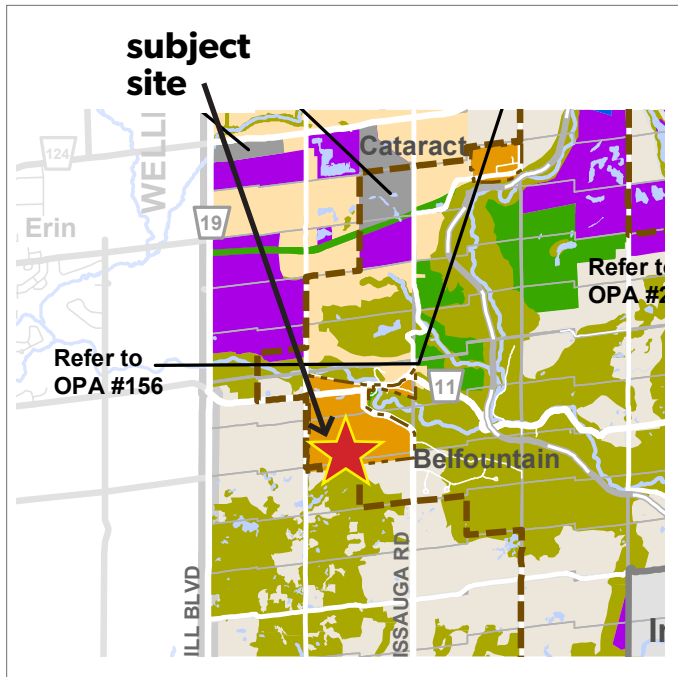 subject
site
124
WELLI
Cataract
19
Erin
Refer to
OPA #2
Refer to
OPA #156
11
Belfountain
ILL BLVD
ISSAUGA RD
In